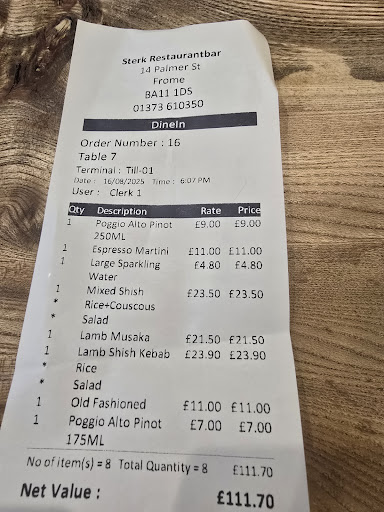 Sterk Restaurantbar
14 Palmer St
Frome
BA11 1DS
01373 610350
DineIn
Order Number : 16
Table 7
Terminal : Till-01
Date : 16/08/2025 Time : 6:07 PM
User : Clerk 1
Qty Description Rate Price
1 Poggio Alto Pinot £9.00 £9.00
250ML
1 Espresso Martini £11.00 £11.00
1 Large Sparkling £4.80 £4.80
Water
1 Mixed Shish £23.50 £23.50
* Rice+Couscous
* Salad
1 Lamb Musaka £21.50 £21.50
1 Lamb Shish Kebab £23.90 £23.90
* Rice
* Salad
1 Old Fashioned £11.00 £11.00
1 Poggio Alto Pinot £7.00 £7.00
175ML
No of item(s) = 8 Total Quantity = 8 £111.70
Net Value : £111.70